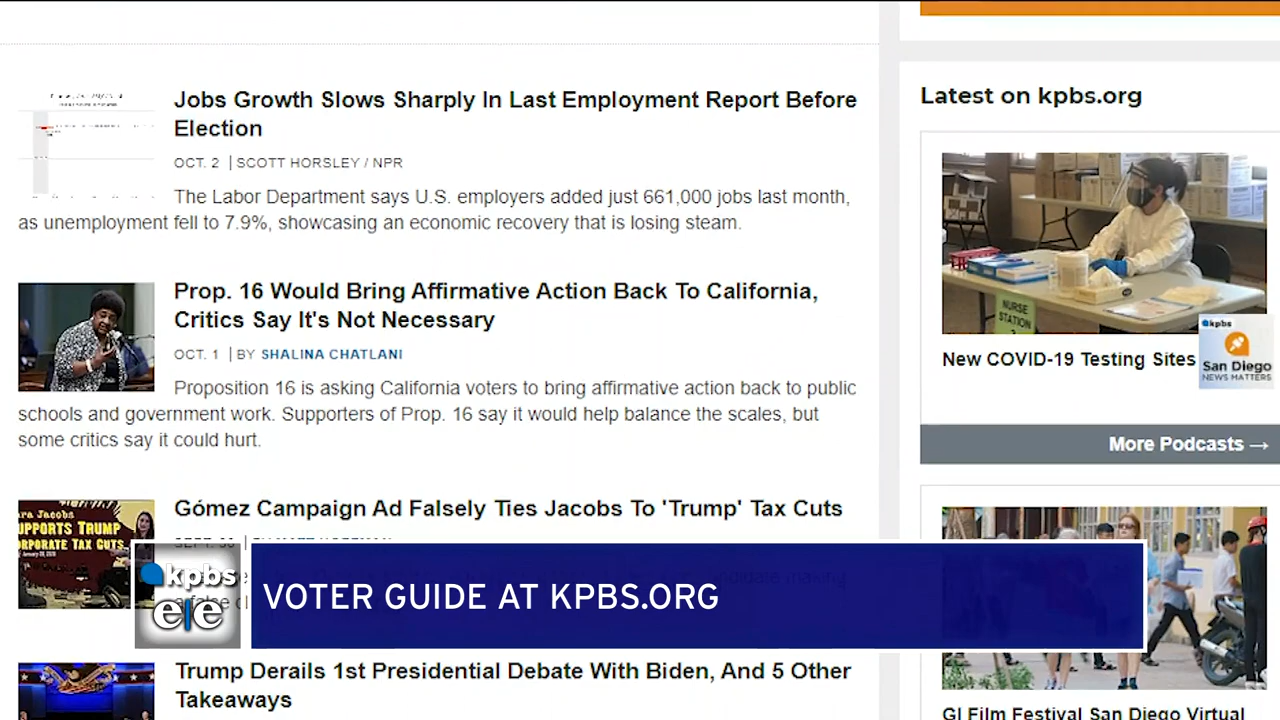 Jobs Growth Slows Sharply In Last Employment Report Before
Election
OCT. 2 | SCOTT HORSLEY / NPR
The Labor Department says U.S. employers added just 661,000 jobs last month,
as unemployment fell to 7.9%, showcasing an economic recovery that is losing steam.
Prop. 16 Would Bring Affirmative Action Back To California,
Critics Say It's Not Necessary
OCT. 1 | BY SHALINA CHATLANI
Proposition 16 is asking California voters to bring affirmative action back to public
schools and government work. Supporters of Prop. 16 say it would help balance the scales, but
some critics say it could hurt.
Gómez Campaign Ad Falsely Ties Jacobs To 'Trump' Tax Cuts
ara Jacobs
UPPORTS TRUMP
ORPORATE TAX CUTS
kpbs
e|e
VOTER GUIDE AT KPBS.ORG
Trump Derails 1st Presidential Debate With Biden, And 5 Other
Takeaways
Latest on kpbs.org
NURSE
STATION
New COVID-19 Testing Sites
kpbs
San Diego
NEWS MATTERS
More Podcasts →
GI Film Festival San Diego Virtual